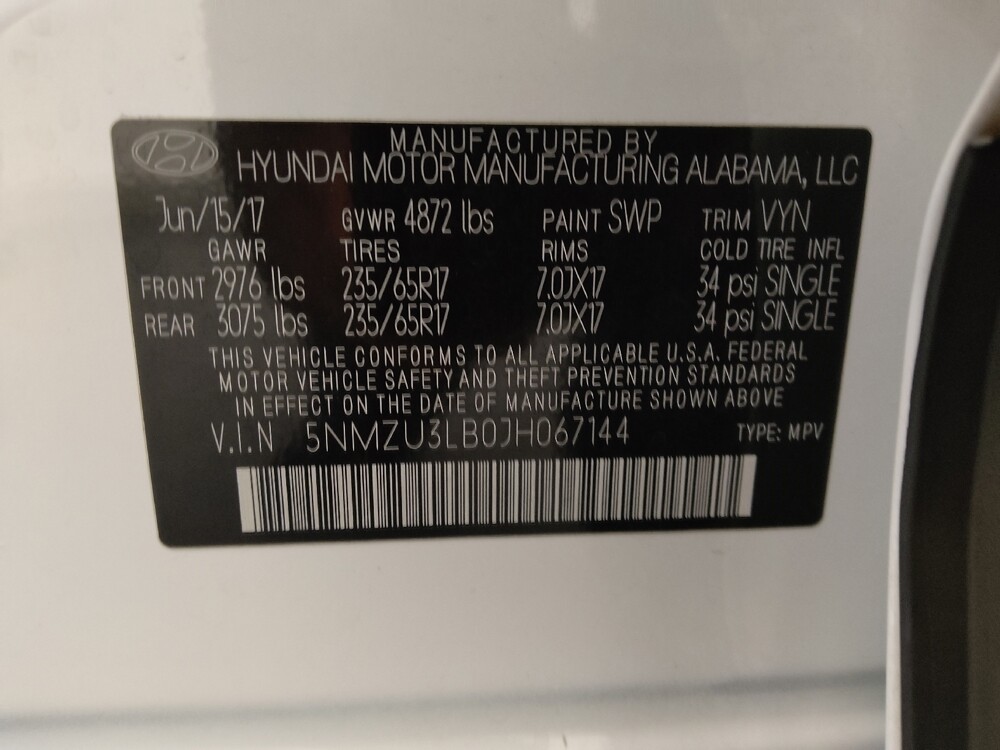 MANUFACTURED BY
HYUNDAI MOTOR MANUFACTURING ALABAMA, LLC
Jun/15/17 GVWR 4872 lbs PAINT SWP TRIM VYN
GAWR TIRES RIMS COLD TIRE INFL
FRONT 2976 lbs 235/65R17 7.0JX17 34 psi SINGLE
REAR 3075 lbs 235/65R17 7.0JX17 34 psi SINGLE
THIS VEHICLE CONFORMS TO ALL APPLICABLE U.S.A. FEDERAL
MOTOR VEHICLE SAFETY AND THEFT PREVENTION STANDARDS
IN EFFECT ON THE DATE OF MANUFACTURE SHOWN ABOVE
V.I.N 5NMZU3LB0JH067144 TYPE: MPV